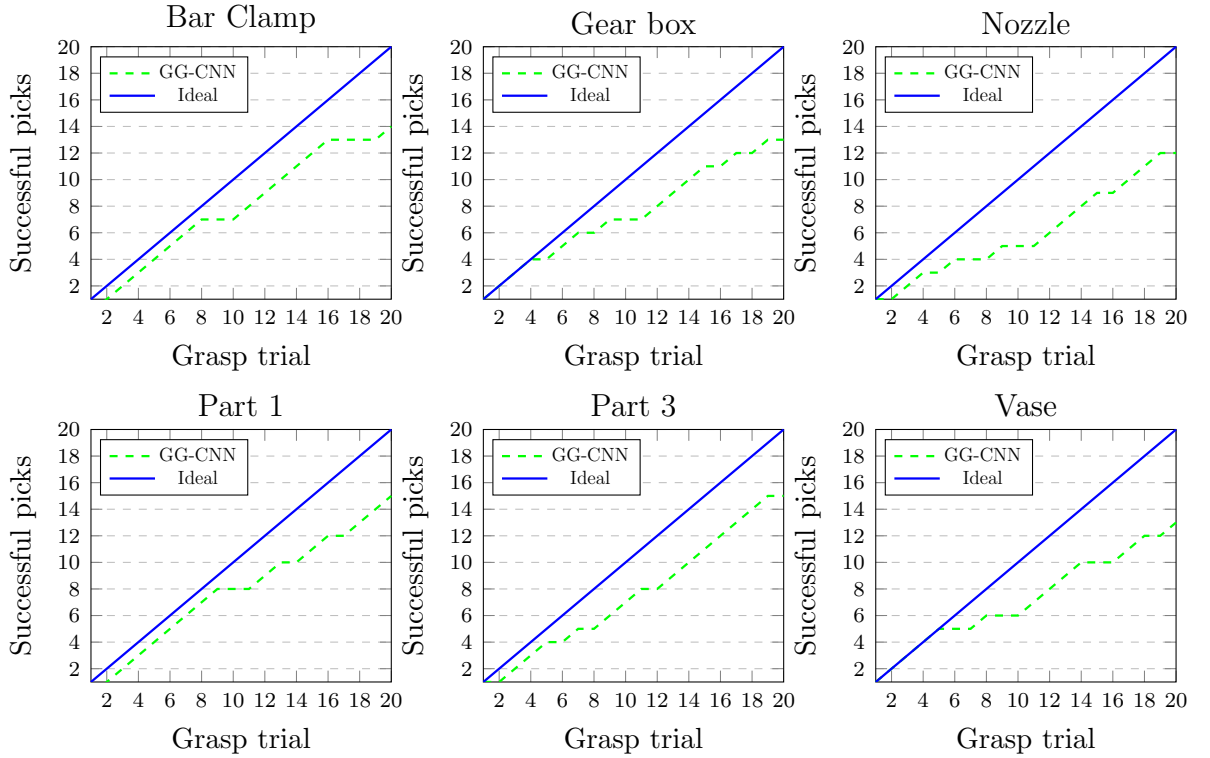 Bar Clamp
Successful picks
20
18
16
14
12
10
8
6
4
2
GG-CNN
Ideal
2 4 6 8 10 12 14 16 18 20
Grasp trial
Gear box
Successful picks
20
18
16
14
12
10
8
6
4
2
GG-CNN
Ideal
2 4 6 8 10 12 14 16 18 20
Grasp trial
Nozzle
Successful picks
20
18
16
14
12
10
8
6
4
2
GG-CNN
Ideal
2 4 6 8 10 12 14 16 18 20
Grasp trial
Part 1
Successful picks
20
18
16
14
12
10
8
6
4
2
GG-CNN
Ideal
2 4 6 8 10 12 14 16 18 20
Grasp trial
Part 3
Successful picks
20
18
16
14
12
10
8
6
4
2
GG-CNN
Ideal
2 4 6 8 10 12 14 16 18 20
Grasp trial
Vase
Successful picks
20
18
16
14
12
10
8
6
4
2
GG-CNN
Ideal
2 4 6 8 10 12 14 16 18 20
Grasp trial